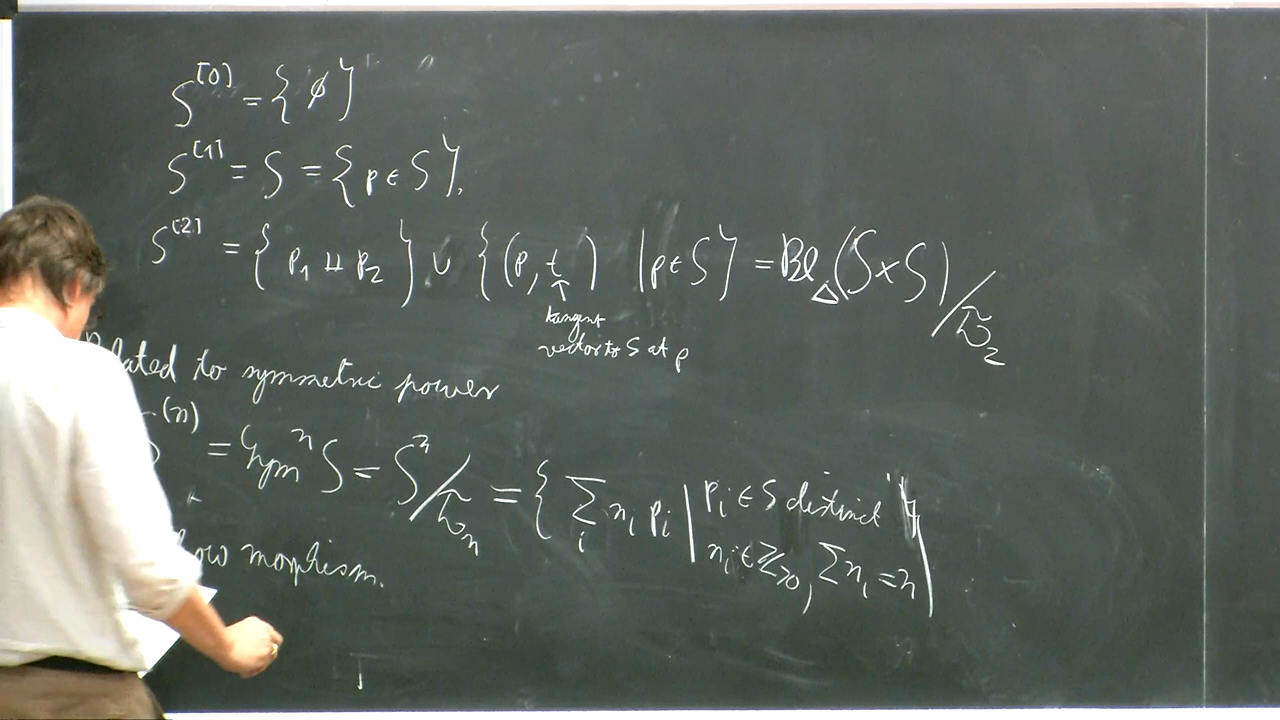 S^[0] = {∅}
S^[1] = S = {p ∈ S},
S^[2] = {p₁ ⊔ p₂} ∪ {(p, t) | p ∈ S} = Bl_Δ(S × S)/𝔖₂
↑
tangent
vector to S at p
lated to symmetric power
^(n) = Sym^n S = S^n/𝔖_n = {∑_i n_i p_i | p_i ∈ S distinct
n_i ∈ ℤ_{>0}, ∑ n_i = n}
how morphism.